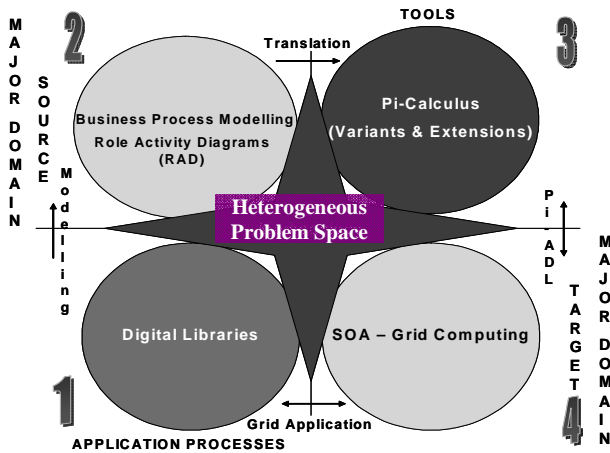 TOOLS
2
3
Translation
MAJOR DOMAIN
SOURCE
Business Process Modelling
Role Activity Diagrams
(RAD)
Pi-Calculus
(Variants & Extensions)
Modelling
Heterogeneous
Problem Space
Pi-ADL
MAJOR DOMAIN
TARGET
Digital Libraries
SOA – Grid Computing
1
4
Grid Application
APPLICATION PROCESSES